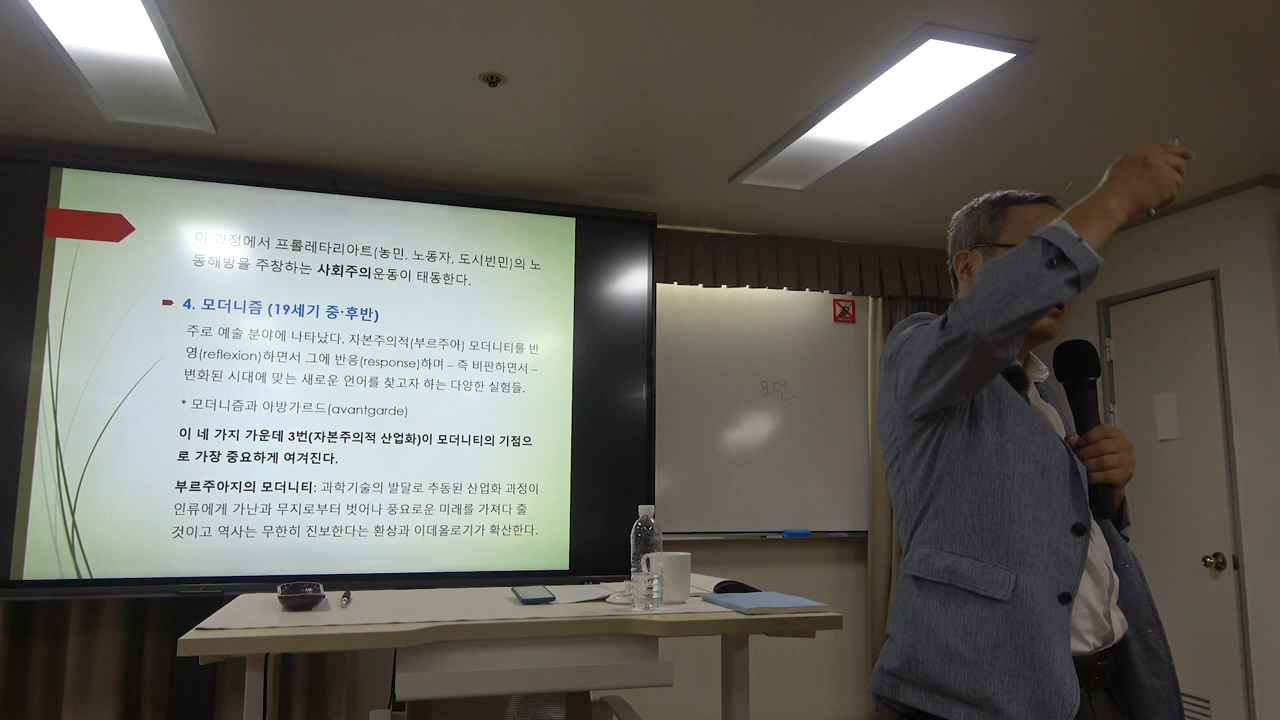 이 과정에서 프롤레타리아트(농민, 노동자, 도시빈민)의 노
동해방을 주창하는 사회주의운동이 태동한다.
4. 모더니즘 (19세기 중·후반)
주로 예술 분야에 나타났다. 자본주의적(부르주아) 모더니티를 반
영(reflexion)하면서 그에 반응(response)하며 – 즉 비판하면서 –
변화된 시대에 맞는 새로운 언어를 찾고자 하는 다양한 실험들.
* 모더니즘과 아방가르드(avantgarde)
이 네 가지 가운데 3번(자본주의적 산업화)이 모더니티의 기점으
로 가장 중요하게 여겨진다.
부르주아지의 모더니티: 과학기술의 발달로 추동된 산업화 과정이
인류에게 가난과 무지로부터 벗어나 풍요로운 미래를 가져다 줄
것이고 역사는 무한히 진보한다는 환상과 이데올로기가 확산한다.
모던